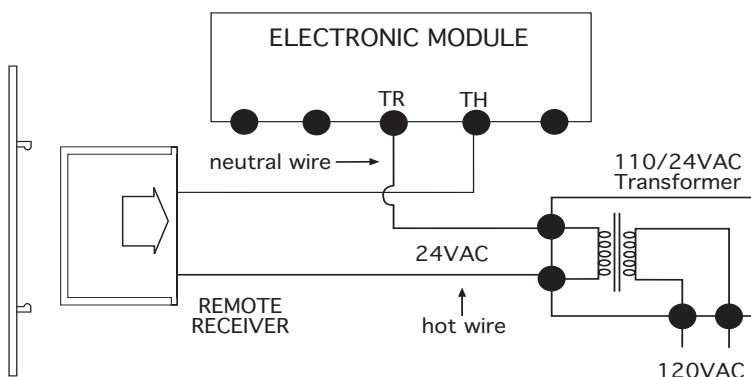 ELECTRONIC MODULE
TR TH
neutral wire
110/24VAC
Transformer
24VAC
REMOTE
RECEIVER
hot wire
120VAC